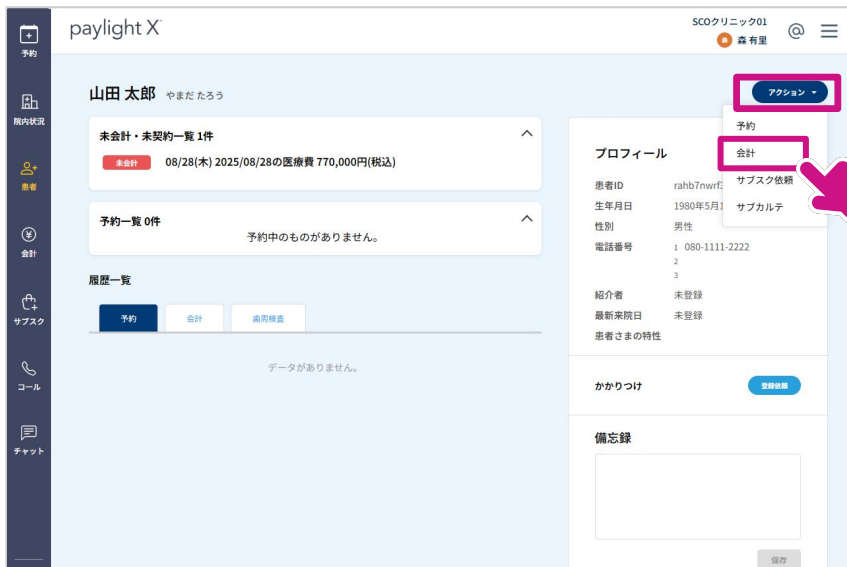 paylight X
SCOクリニック01
森
森 有里
予約
院内状況
患者
会計
サブスク
コール
チャット
山田 太郎 やまだ たろう
アクション
予約
会計
サブスク依頼
サブカルテ
未会計・未契約一覧 1件
未会計 08/28(木) 2025/08/28の医療費 770,000円(税込)
予約一覧 0件
予約中のものがありません。
履歴一覧
予約 会計 歯周検査
データがありません。
プロフィール
患者ID rahb7nwrf
生年月日 1980年5月
性別 男性
電話番号 1 080-1111-2222
2
3
紹介者 未登録
最新来院日 未登録
患者さまの特性
かかりつけ 登録依頼
備忘録
保存